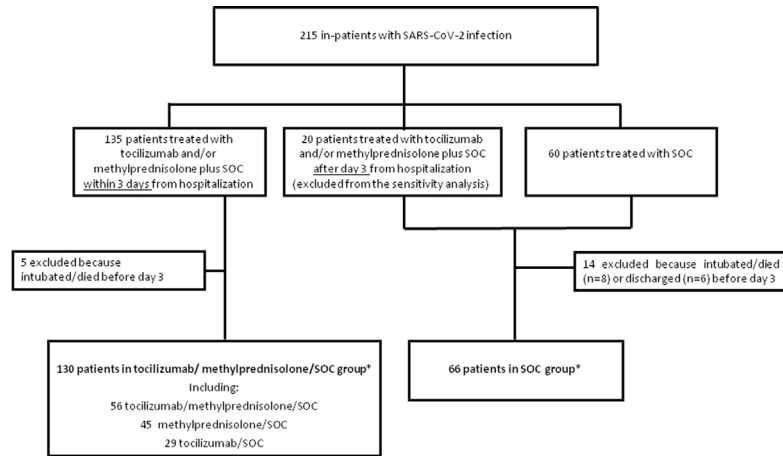 215 in-patients with SARS-CoV-2 infection
135 patients treated with
tocilizumab and/or
methylprednisolone plus SOC
within 3 days from hospitalization
20 patients treated with tocilizumab
and/or methylprednisolone plus SOC
after day 3 from hospitalization
(excluded from the sensitivity analysis)
60 patients treated with SOC
5 excluded because
intubated/died before day 3
14 excluded because intubated/died
(n=8) or discharged (n=6) before day 3
130 patients in tocilizumab/ methylprednisolone/SOC group*
Including:
56 tocilizumab/methylprednisolone/SOC
45 methylprednisolone/SOC
29 tocilizumab/SOC
66 patients in SOC group*